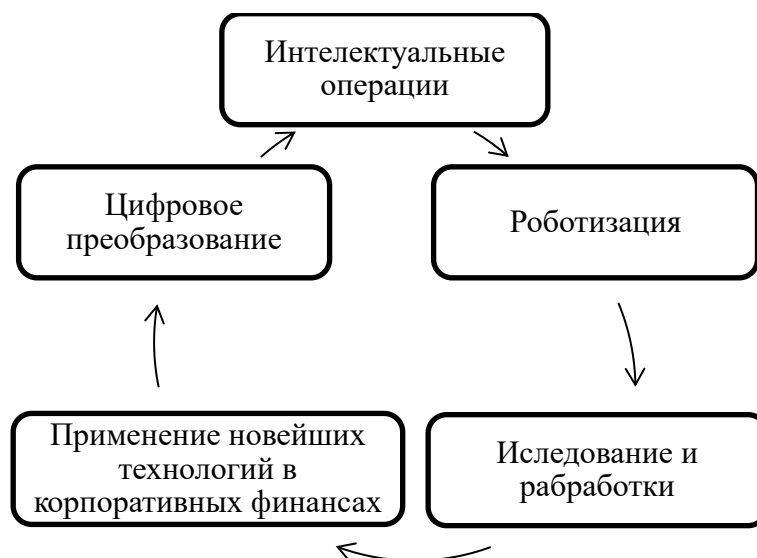 Интелектуальные
операции
Цифровое
преобразование
Роботизация
Применение новейших
технологий в
корпоративных финансах
Иследование и
рабработки